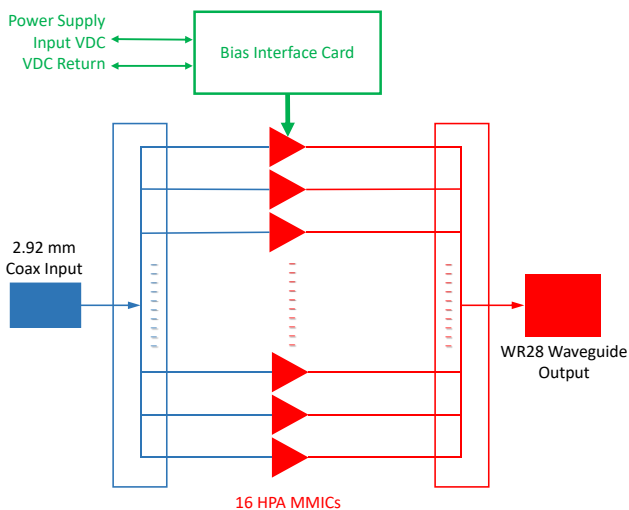 Power Supply
Input VDC
VDC Return
Bias Interface Card
2.92 mm
Coax Input
WR28 Waveguide
Output
16 HPA MMICs